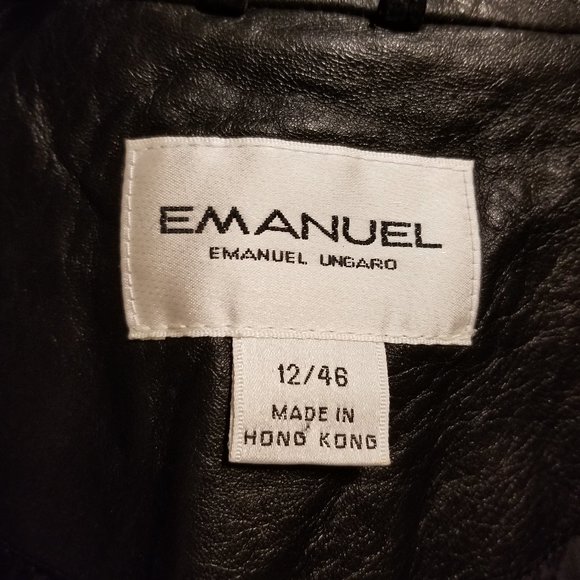 EMANUEL
EMANUEL UNGARO
12/46
MADE IN
HONG KONG